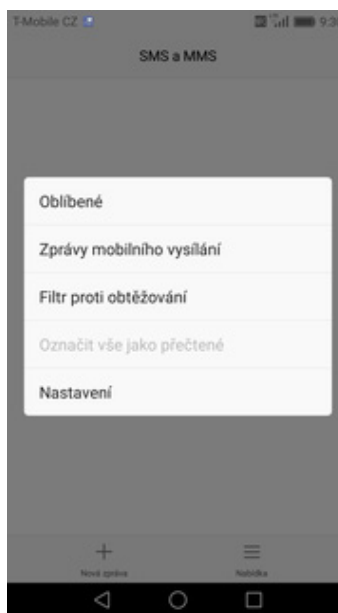 T-Mobile CZ
9:30
SMS a MMS
Oblíbené
Zprávy mobilního vysílání
Filtr proti obtěžování
Označit vše jako přečtené
Nastavení
Nová zpráva
Nabídka